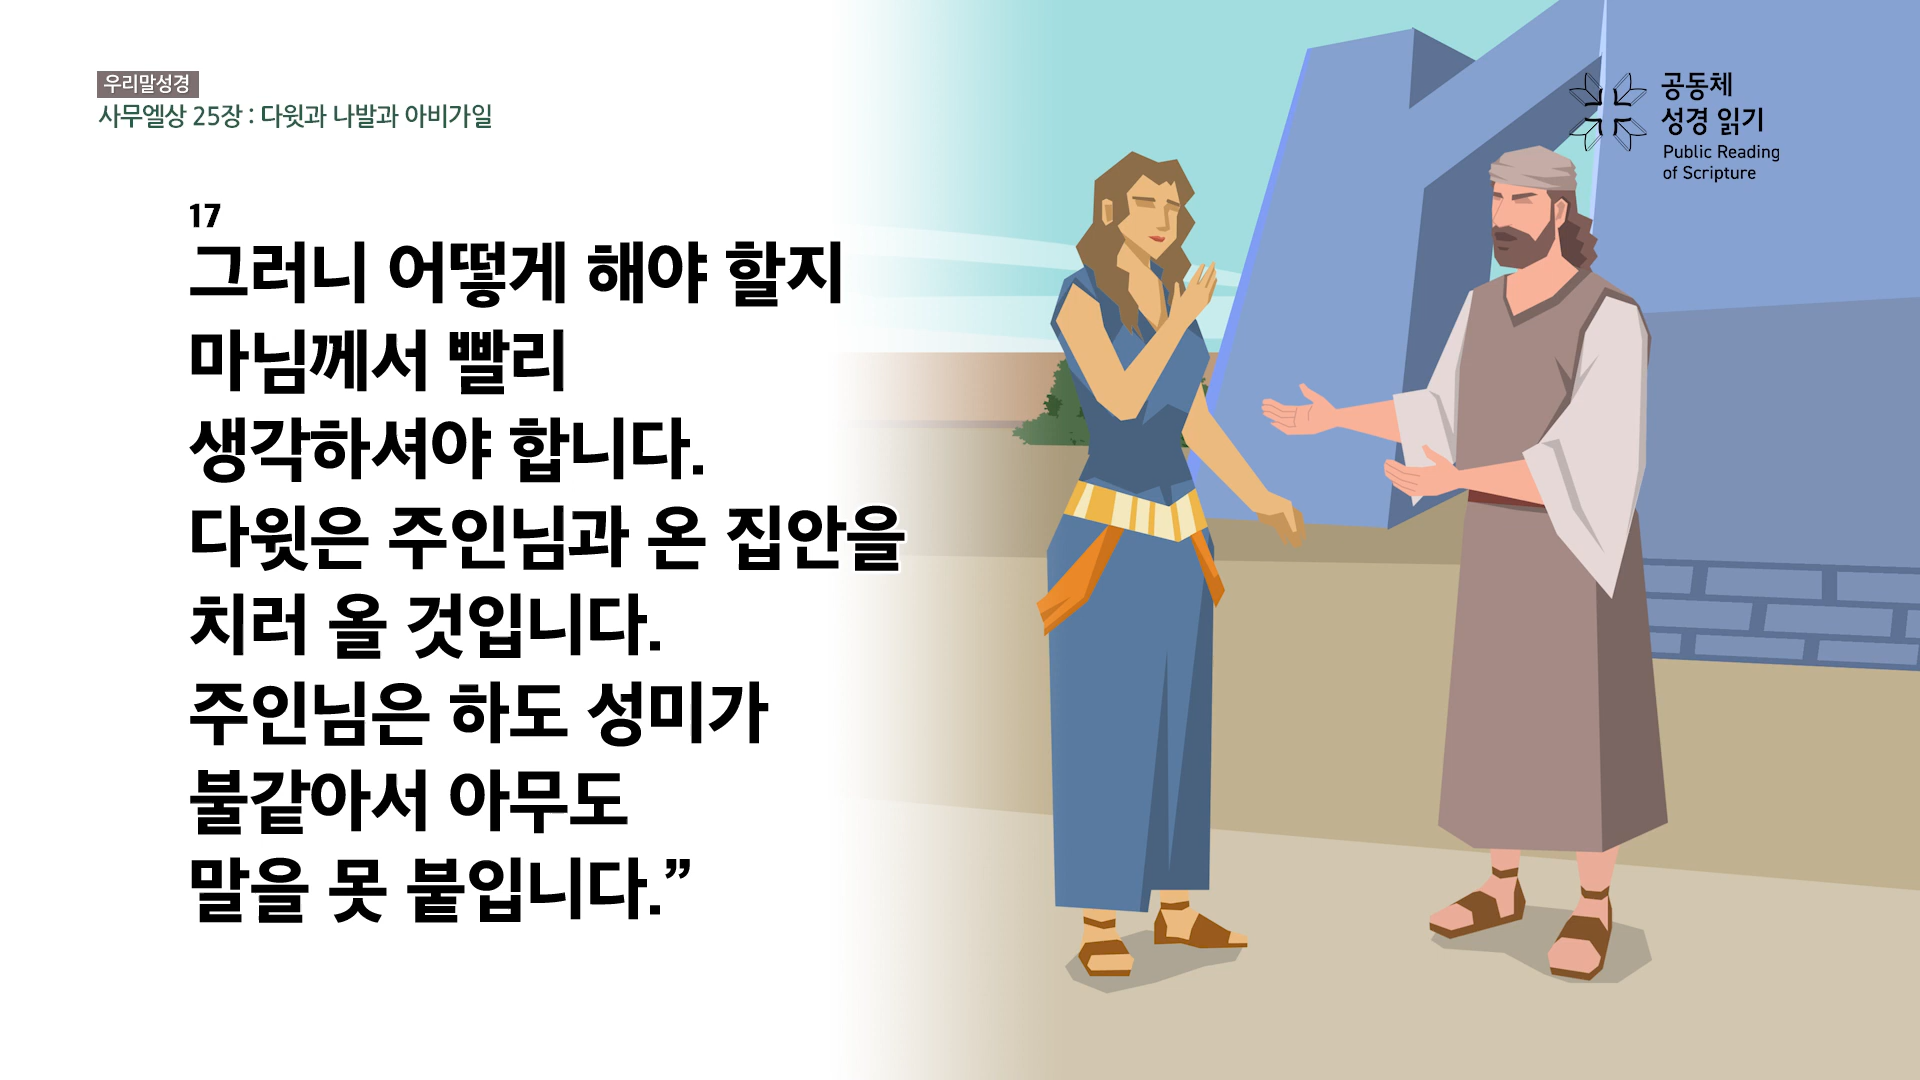 우리말성경
사무엘상 25장 : 다윗과 나발과 아비가일
공동체
성경 읽기
Public Reading
of Scripture
17
그러니 어떻게 해야 할지
마님께서 빨리
생각하셔야 합니다.
다윗은 주인님과 온 집안을
치러 올 것입니다.
주인님은 하도 성미가
불같아서 아무도
말을 못 붙입니다.”